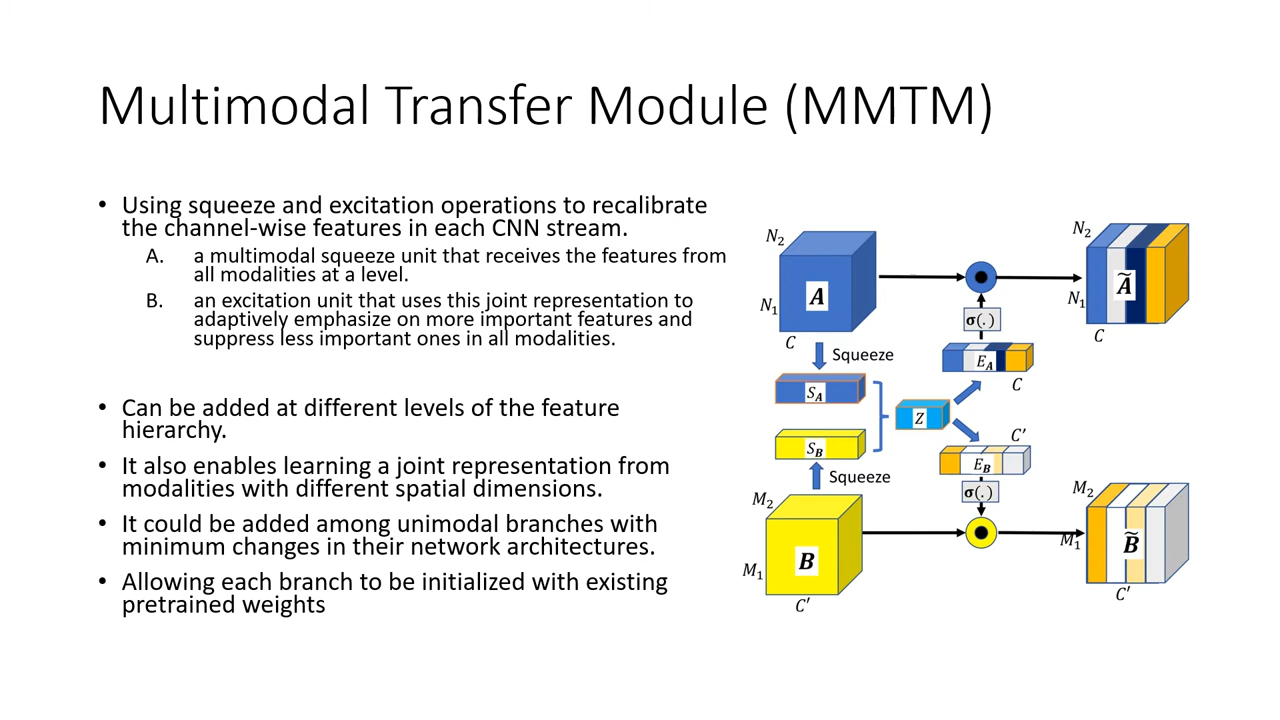 Multimodal Transfer Module (MMTM)
• Using squeeze and excitation operations to recalibrate
the channel-wise features in each CNN stream.
A. a multimodal squeeze unit that receives the features from
all modalities at a level.
B. an excitation unit that uses this joint representation to
adaptively emphasize on more important features and
suppress less important ones in all modalities.
• Can be added at different levels of the feature
hierarchy.
• It also enables learning a joint representation from
modalities with different spatial dimensions.
• It could be added among unimodal branches with
minimum changes in their network architectures.
• Allowing each branch to be initialized with existing
pretrained weights
N₂
A
N₁
C
Squeeze
S_A
S_B
Squeeze
M₂
B
M₁
C′
Z
σ(.)
E_A
C
C′
E_B
σ(.)
N₂
Ã
N₁
C
M₂
B̃
M₁
C′